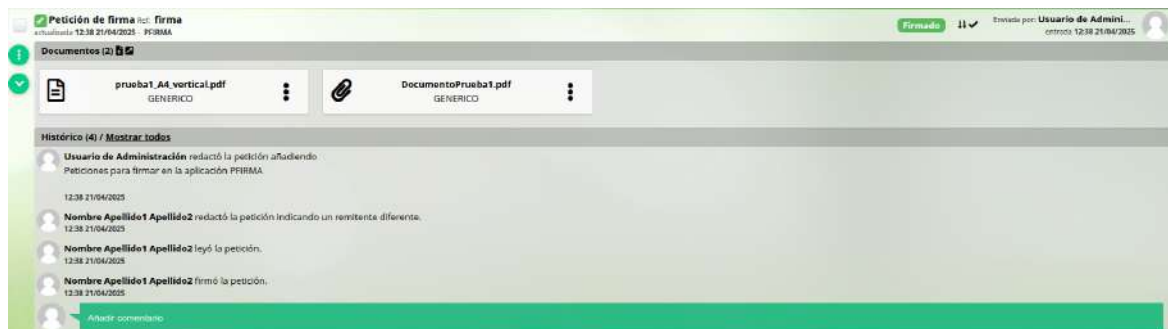 Petición de firma Ref: firma
actualizada 12:38 21/04/2025 - PFIRMA
Firmado
Enviada por: Usuario de Admini...
entrada 12:38 21/04/2025
Documentos (2)
prueba1_A4_vertical.pdf
GENERICO
DocumentoPrueba1.pdf
GENERICO
Histórico (4) / Mostrar todos
Usuario de Administración redactó la petición añadiendo
Peticiones para firmar en la aplicación PFIRMA
12:38 21/04/2025
Nombre Apellido1 Apellido2 redactó la petición indicando un remitente diferente.
12:38 21/04/2025
Nombre Apellido1 Apellido2 leyó la petición.
12:38 21/04/2025
Nombre Apellido1 Apellido2 firmó la petición.
12:38 21/04/2025
Añadir comentario